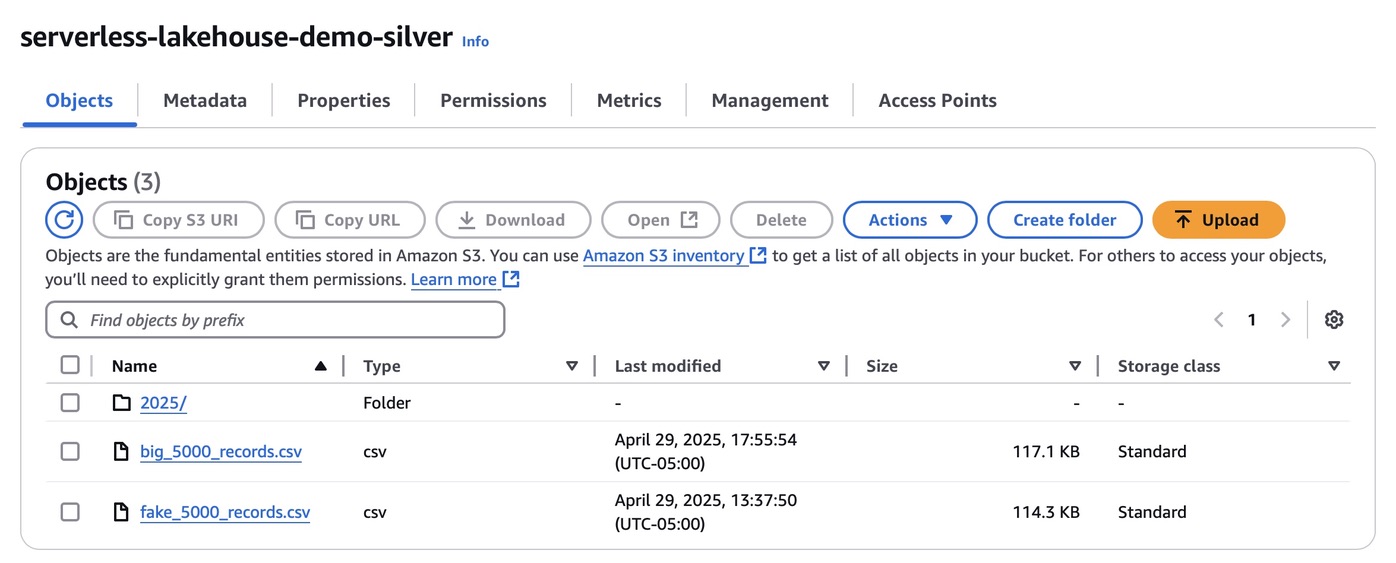 serverless-lakehouse-demo-silver Info
Objects Metadata Properties Permissions Metrics Management Access Points
Objects (3)
Copy S3 URI Copy URL Download Open Delete Actions Create folder Upload
Objects are the fundamental entities stored in Amazon S3. You can use Amazon S3 inventory to get a list of all objects in your bucket. For others to access your objects,
you’ll need to explicitly grant them permissions. Learn more
Find objects by prefix 1
Name Type Last modified Size Storage class
2025/ Folder - - -
big_5000_records.csv csv April 29, 2025, 17:55:54 (UTC-05:00) 117.1 KB Standard
fake_5000_records.csv csv April 29, 2025, 13:37:50 (UTC-05:00) 114.3 KB Standard